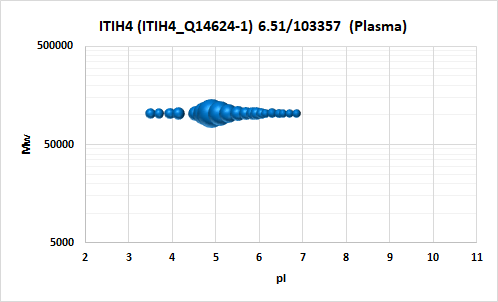 ITIH4 (ITIH4_Q14624-1) 6.51/103357 (Plasma)
500000
50000
5000
Mw
2 3 4 5 6 7 8 9 10 11
pI